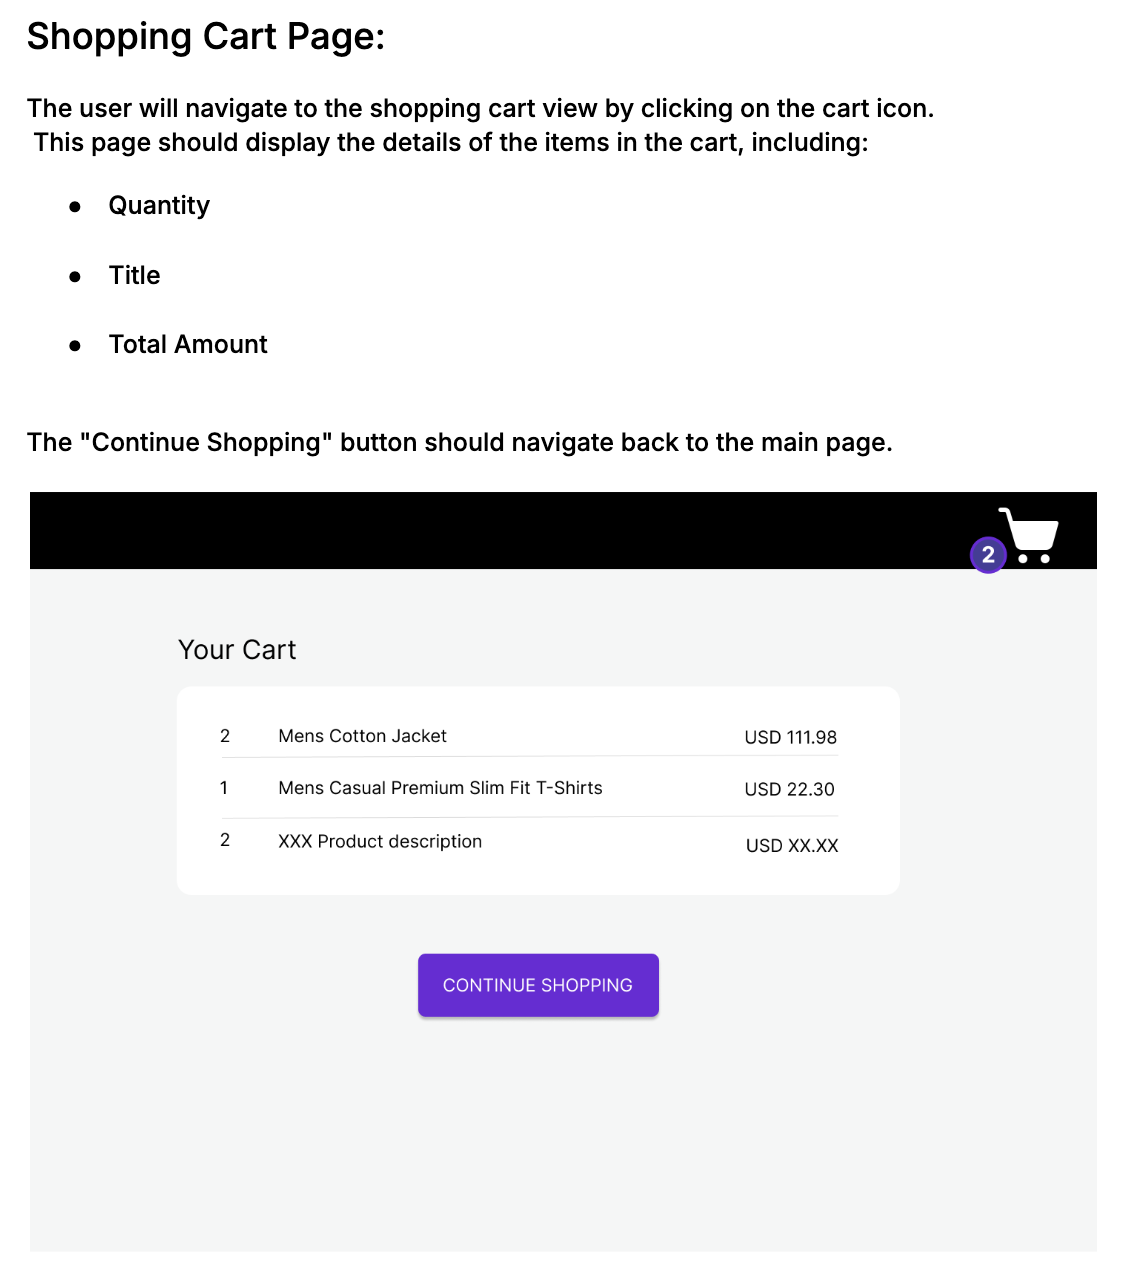 Shopping Cart Page:
The user will navigate to the shopping cart view by clicking on the cart icon.
This page should display the details of the items in the cart, including:
● Quantity
● Title
● Total Amount
The "Continue Shopping" button should navigate back to the main page.
2
Your Cart
2 Mens Cotton Jacket USD 111.98
1 Mens Casual Premium Slim Fit T-Shirts USD 22.30
2 XXX Product description USD XX.XX
CONTINUE SHOPPING